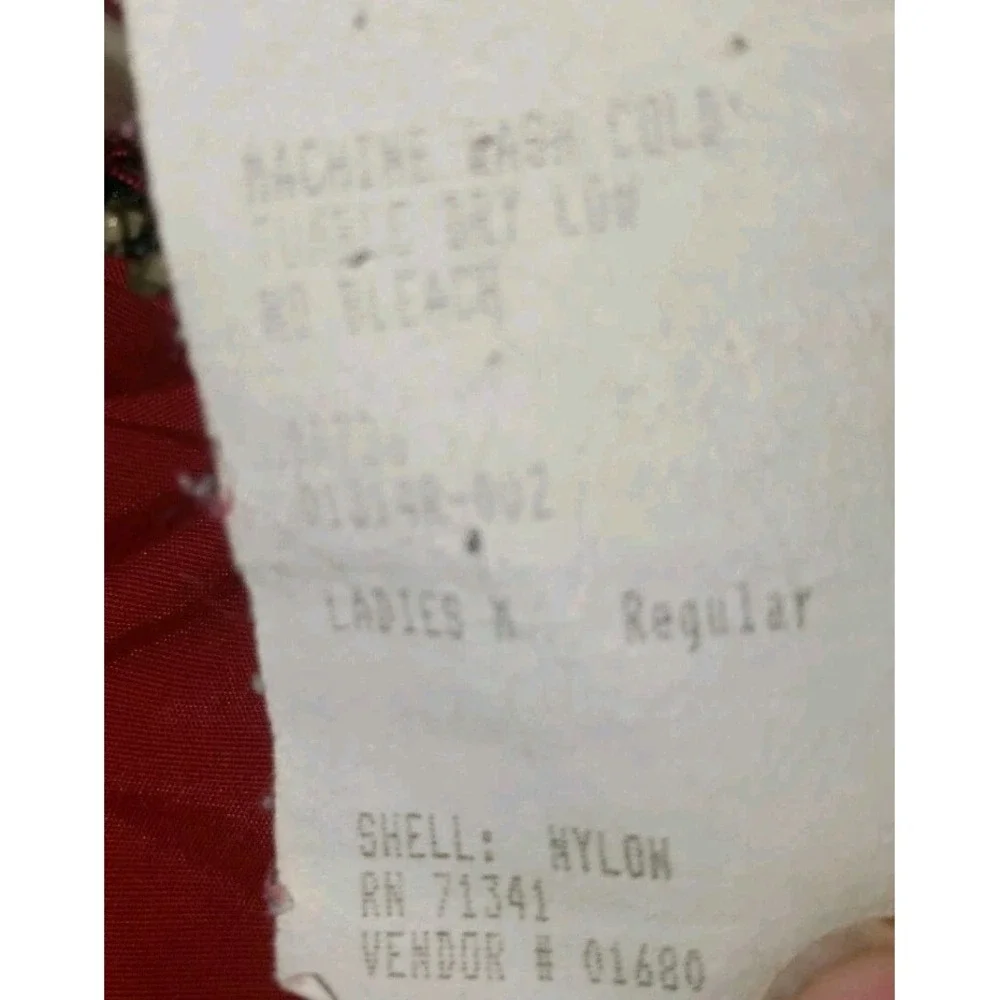 MACHINE WASH COLD
TUMBLE DRY LOW
NO BLEACH
LADIES M Regular
SHELL: NYLON
RN 71341
VENDOR # 01680